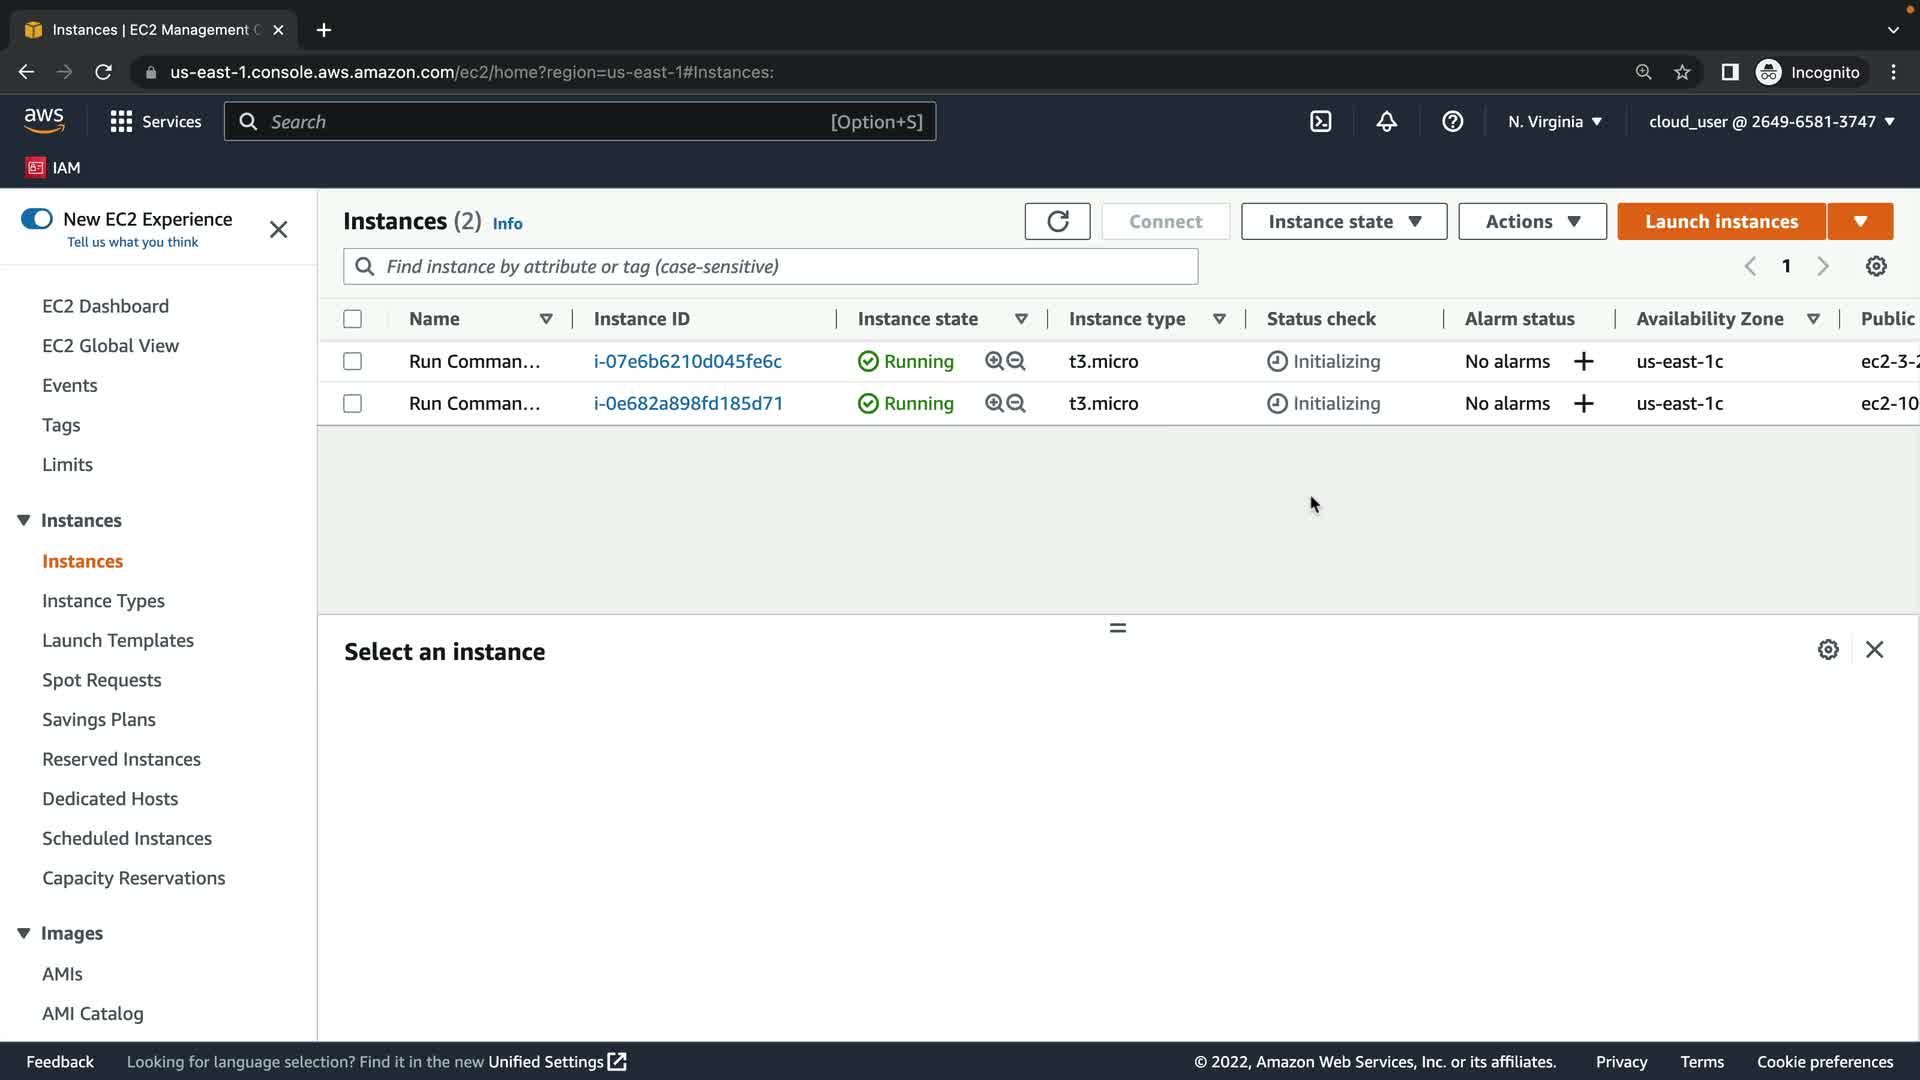 Instances | EC2 Management C
us-east-1.console.aws.amazon.com/ec2/home?region=us-east-1#Instances:
Incognito
aws
Services
Search
[Option+S]
N. Virginia
cloud_user @ 2649-6581-3747
IAM
New EC2 Experience
Tell us what you think
EC2 Dashboard
EC2 Global View
Events
Tags
Limits
Instances
Instances
Instance Types
Launch Templates
Spot Requests
Savings Plans
Reserved Instances
Dedicated Hosts
Scheduled Instances
Capacity Reservations
Images
AMIs
AMI Catalog
Instances (2) Info
Connect
Instance state
Actions
Launch instances
Find instance by attribute or tag (case-sensitive)
1
Name Instance ID Instance state Instance type Status check Alarm status Availability Zone Public
Run Comman... i-07e6b6210d045fe6c Running t3.micro Initializing No alarms + us-east-1c ec2-3-2
Run Comman... i-0e682a898fd185d71 Running t3.micro Initializing No alarms + us-east-1c ec2-10
Select an instance
Feedback Looking for language selection? Find it in the new Unified Settings © 2022, Amazon Web Services, Inc. or its affiliates. Privacy Terms Cookie preferences